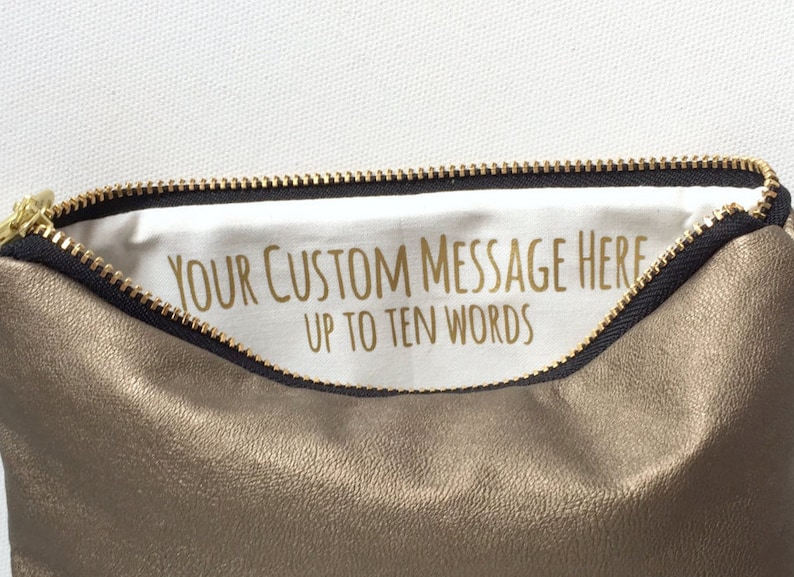 Your Custom Message Here
up to ten words